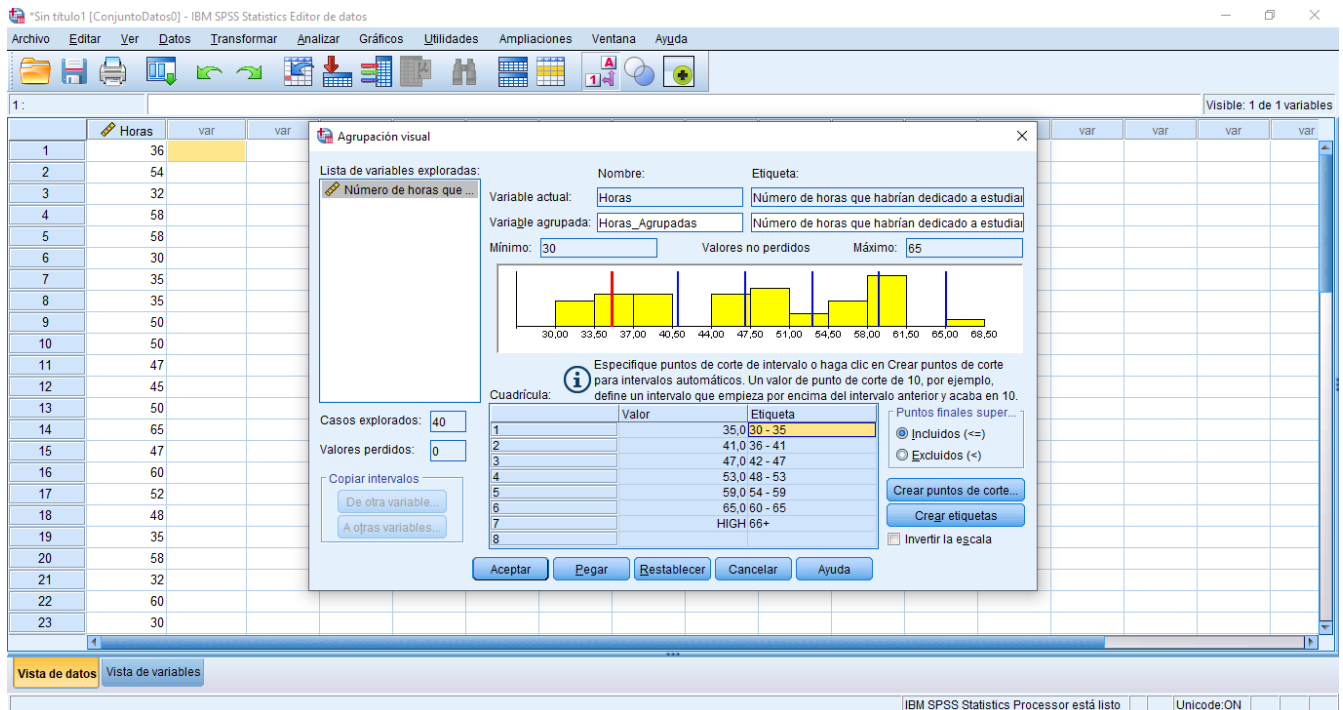 *Sin título1 [ConjuntoDatos0] - IBM SPSS Statistics Editor de datos
Archivo Editar Ver Datos Transformar Analizar Gráficos Utilidades Ampliaciones Ventana Ayuda
1 :
Visible: 1 de 1 variables
Horas var var var var var var
1 36
2 54
3 32
4 58
5 58
6 30
7 35
8 35
9 50
10 50
11 47
12 45
13 50
14 65
15 47
16 60
17 52
18 48
19 35
20 58
21 32
22 60
23 30
Agrupación visual
Lista de variables exploradas:
Número de horas que ...
Nombre: Etiqueta:
Variable actual: Horas Número de horas que habrían dedicado a estudiar
Variable agrupada: Horas_Agrupadas Número de horas que habrían dedicado a estudiar
Mínimo: 30 Valores no perdidos Máximo: 65
30,00 33,50 37,00 40,50 44,00 47,50 51,00 54,50 58,00 61,50 65,00 68,50
Especifique puntos de corte de intervalo o haga clic en Crear puntos de corte
para intervalos automáticos. Un valor de punto de corte de 10, por ejemplo,
define un intervalo que empieza por encima del intervalo anterior y acaba en 10.
Cuadrícula:
Valor Etiqueta
1 35,0 30 - 35
2 41,0 36 - 41
3 47,0 42 - 47
4 53,0 48 - 53
5 59,0 54 - 59
6 65,0 60 - 65
7 HIGH 66+
8
Casos explorados: 40
Valores perdidos: 0
Copiar intervalos
De otra variable...
A otras variables...
Puntos finales super...
Incluidos (<=)
Excluidos (<)
Crear puntos de corte...
Crear etiquetas
Invertir la escala
Aceptar Pegar Restablecer Cancelar Ayuda
Vista de datos Vista de variables
IBM SPSS Statistics Processor está listo Unicode:ON